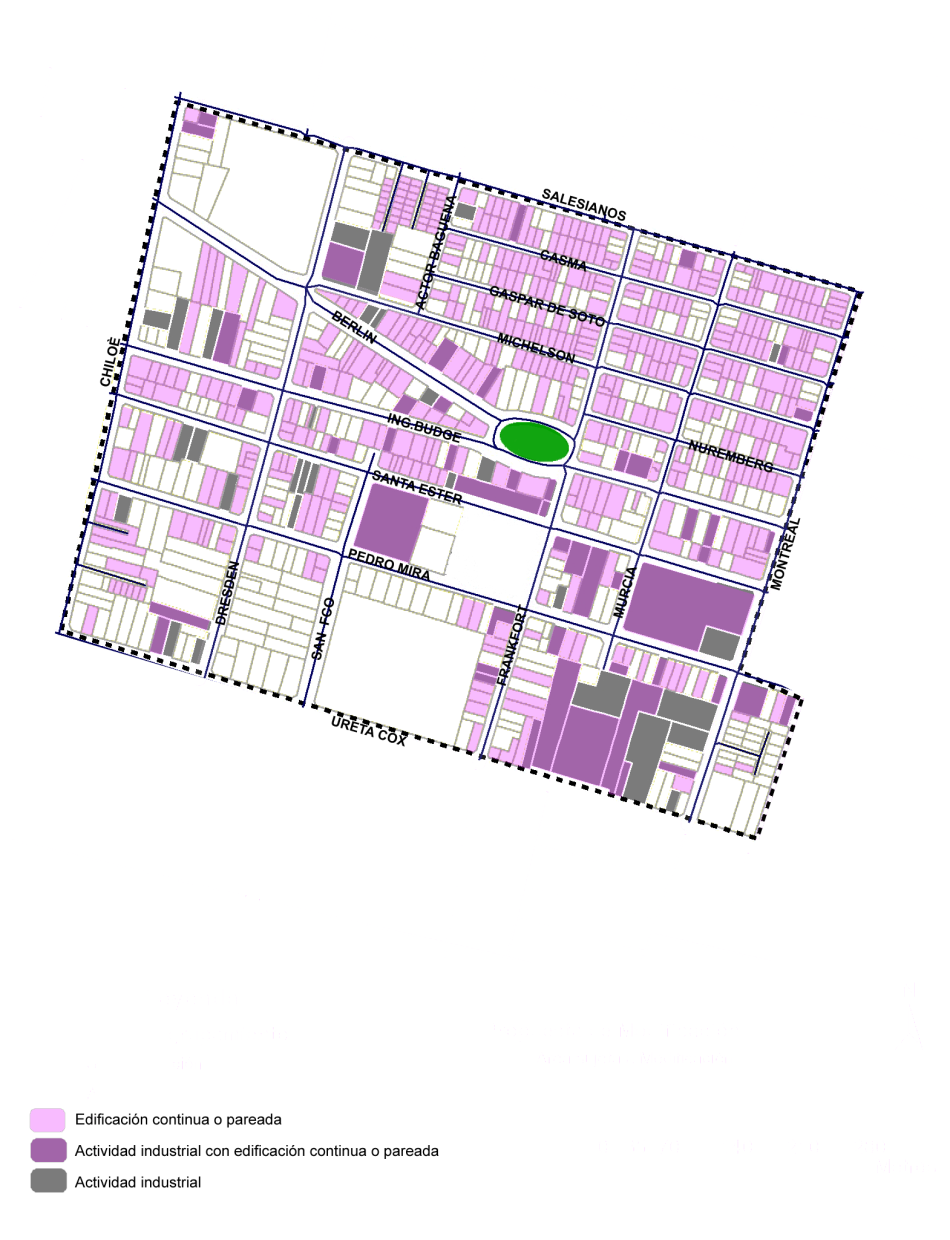 SALESIANOS
ACTOR BAGUENA
CASMA
GASPAR DE SOTO
BERLIN
MICHELSON
CHILOÈ
ING.BUDGE
NUREMBERG
SANTA ESTER
MONTREAL
PEDRO MIRA
DRESDEN
MURCIA
SAN FCO
FRANKFORT
URETA COX
Edificación continua o pareada
Actividad industrial con edificación continua o pareada
Actividad industrial